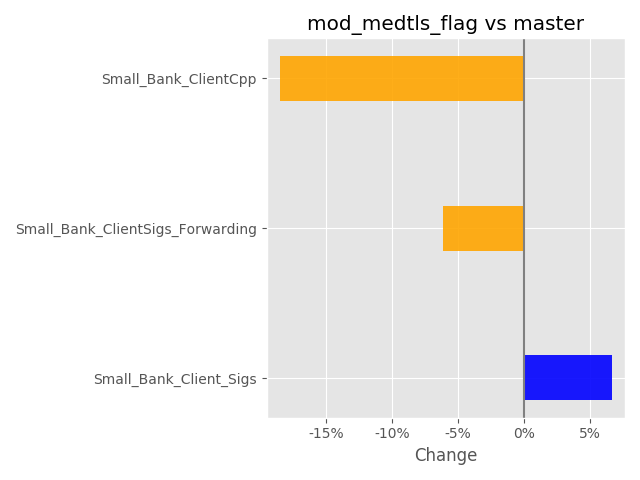 mod_medtls_flag vs master
Small_Bank_ClientCpp
Small_Bank_ClientSigs_Forwarding
Small_Bank_Client_Sigs
-15% -10% -5% 0% 5%
Change